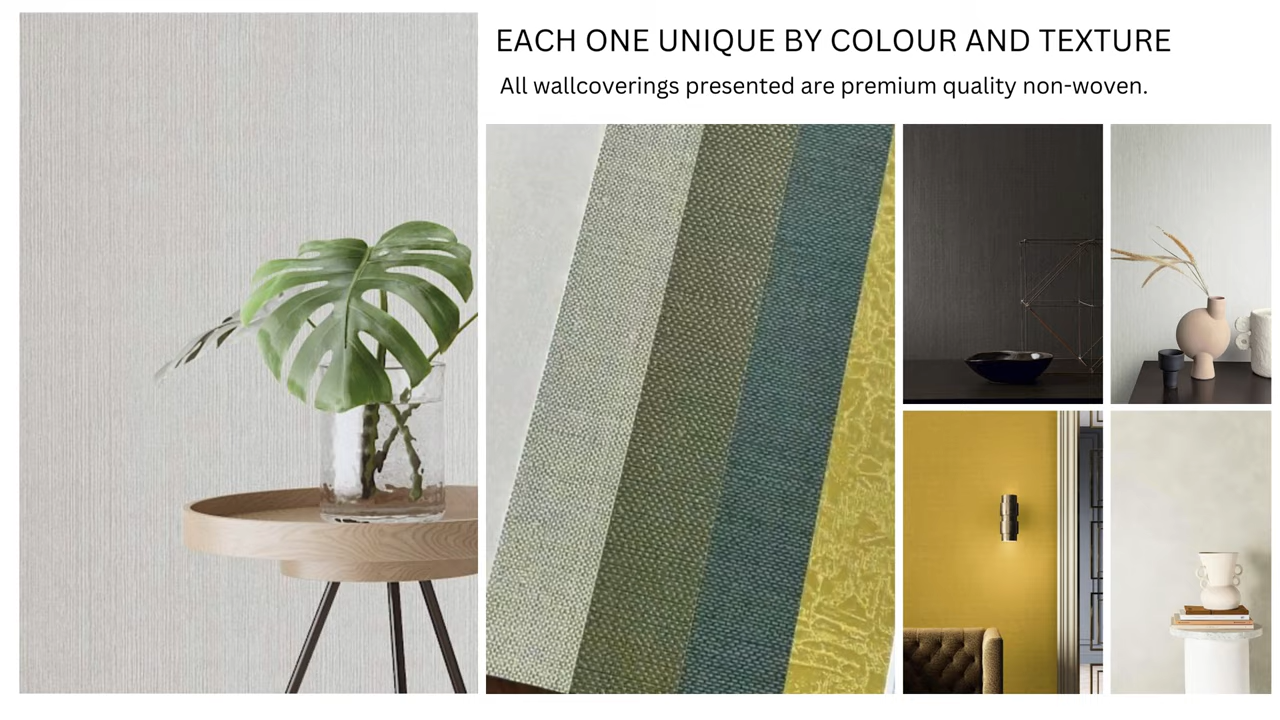 EACH ONE UNIQUE BY COLOUR AND TEXTURE
All wallcoverings presented are premium quality non-woven.